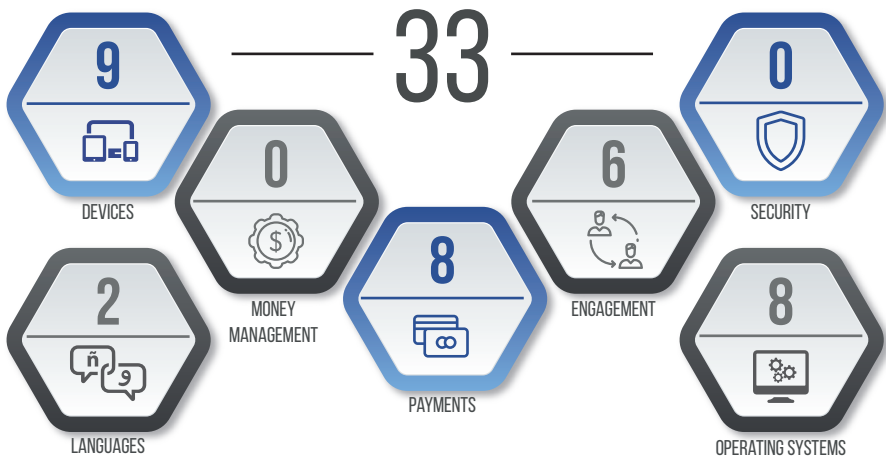 33
9
DEVICES
0
MONEY
MANAGEMENT
8
PAYMENTS
6
ENGAGEMENT
0
SECURITY
2
ñ
و
LANGUAGES
8
OPERATING SYSTEMS
$